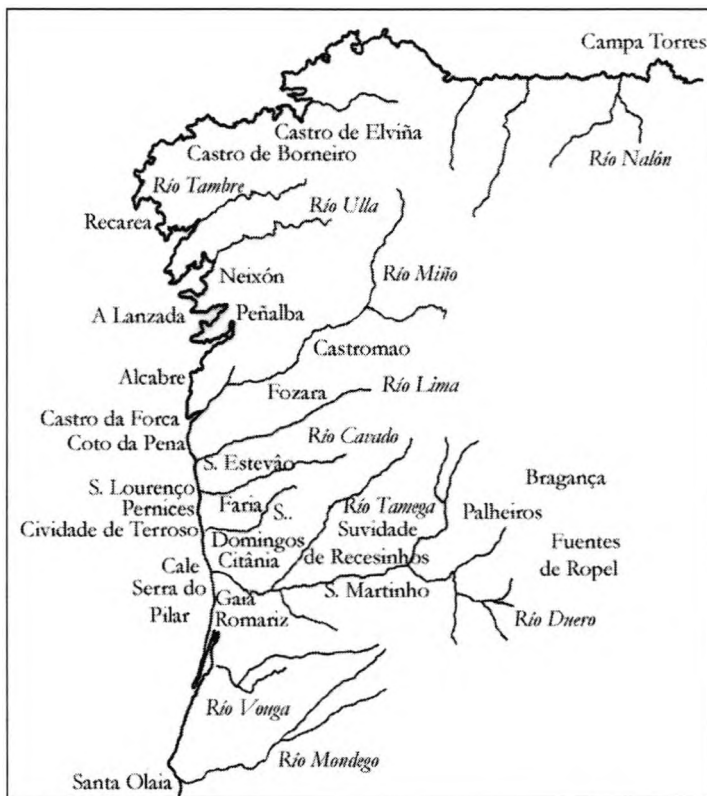 Campa Torres
Castro de Elviña
Castro de Borneiro
Río Nalón
Río Tambre
Recarea
Río Ulla
Neixón
Río Miño
A Lanzada
Peñalba
Castromao
Alcabre
Fozara
Río Lima
Castro da Forca
Coto da Pena
Río Cavado
S. Estevâo
S. Lourenço
Pernices
Cividade de Terroso
Faria
S..
Domingos
Citânia
Río Tamega
Suvidade
de Recesinhos
Palheiros
Bragança
Fuentes
de Ropel
Cale
Serra do
Pilar
Gaia
Romariz
S. Martinho
Río Duero
Río Vouga
Río Mondego
Santa Olaia